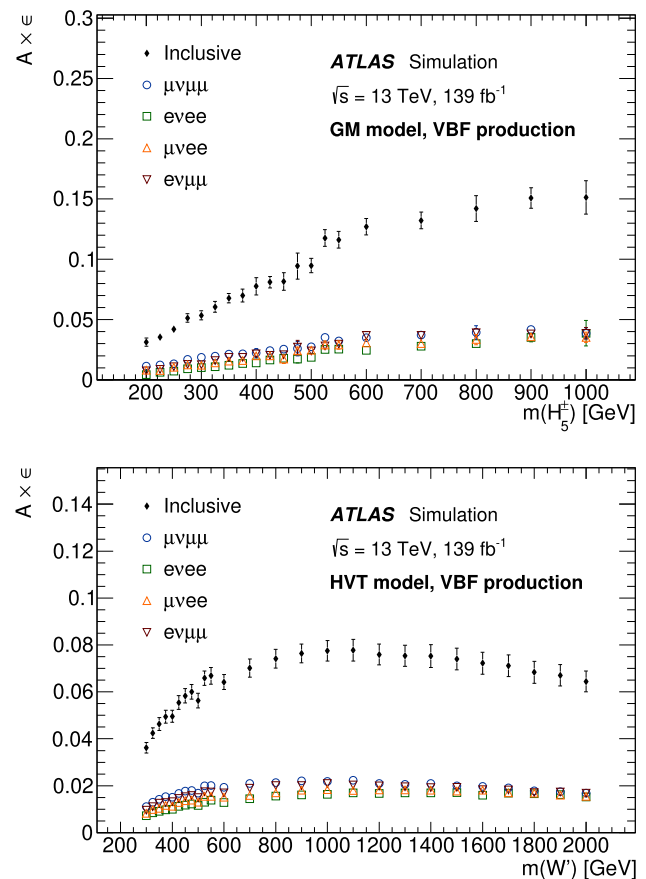 A × ϵ
0.3
0.25
0.2
0.15
0.1
0.05
0
Inclusive
μνμμ
eνee
μνee
eνμμ
ATLAS Simulation
√s = 13 TeV, 139 fb⁻¹
GM model, VBF production
200 300 400 500 600 700 800 900 1000
m(H₅±) [GeV]
A × ϵ
0.14
0.12
0.1
0.08
0.06
0.04
0.02
0
Inclusive
μνμμ
eνee
μνee
eνμμ
ATLAS Simulation
√s = 13 TeV, 139 fb⁻¹
HVT model, VBF production
200 400 600 800 1000 1200 1400 1600 1800 2000
m(W') [GeV]